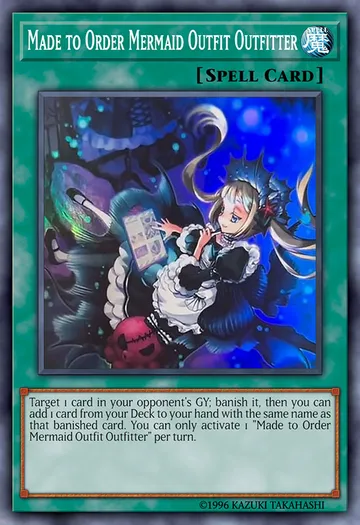 Made to Order Mermaid Outfit Outfitter
SPELL
魔
[Spell Card]
Target 1 card in your opponent's GY; banish it, then you can
add 1 card from your Deck to your hand with the same name as
that banished card. You can only activate 1 "Made to Order
Mermaid Outfit Outfitter" per turn.
©1996 KAZUKI TAKAHASHI